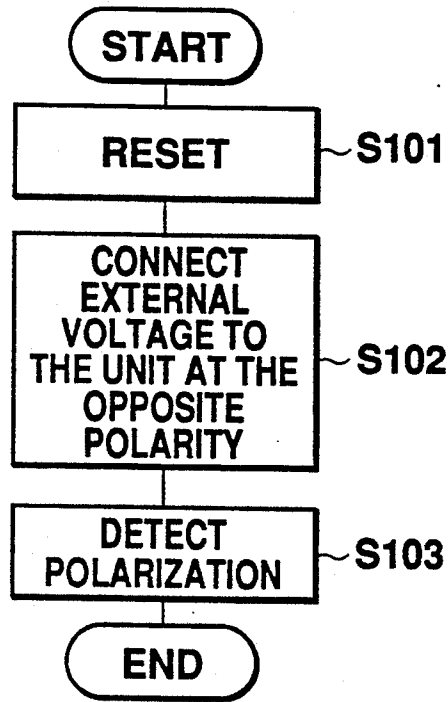 START
RESET
S101
CONNECT
EXTERNAL
VOLTAGE TO
THE UNIT AT THE
OPPOSITE
POLARITY
S102
DETECT
POLARIZATION
S103
END